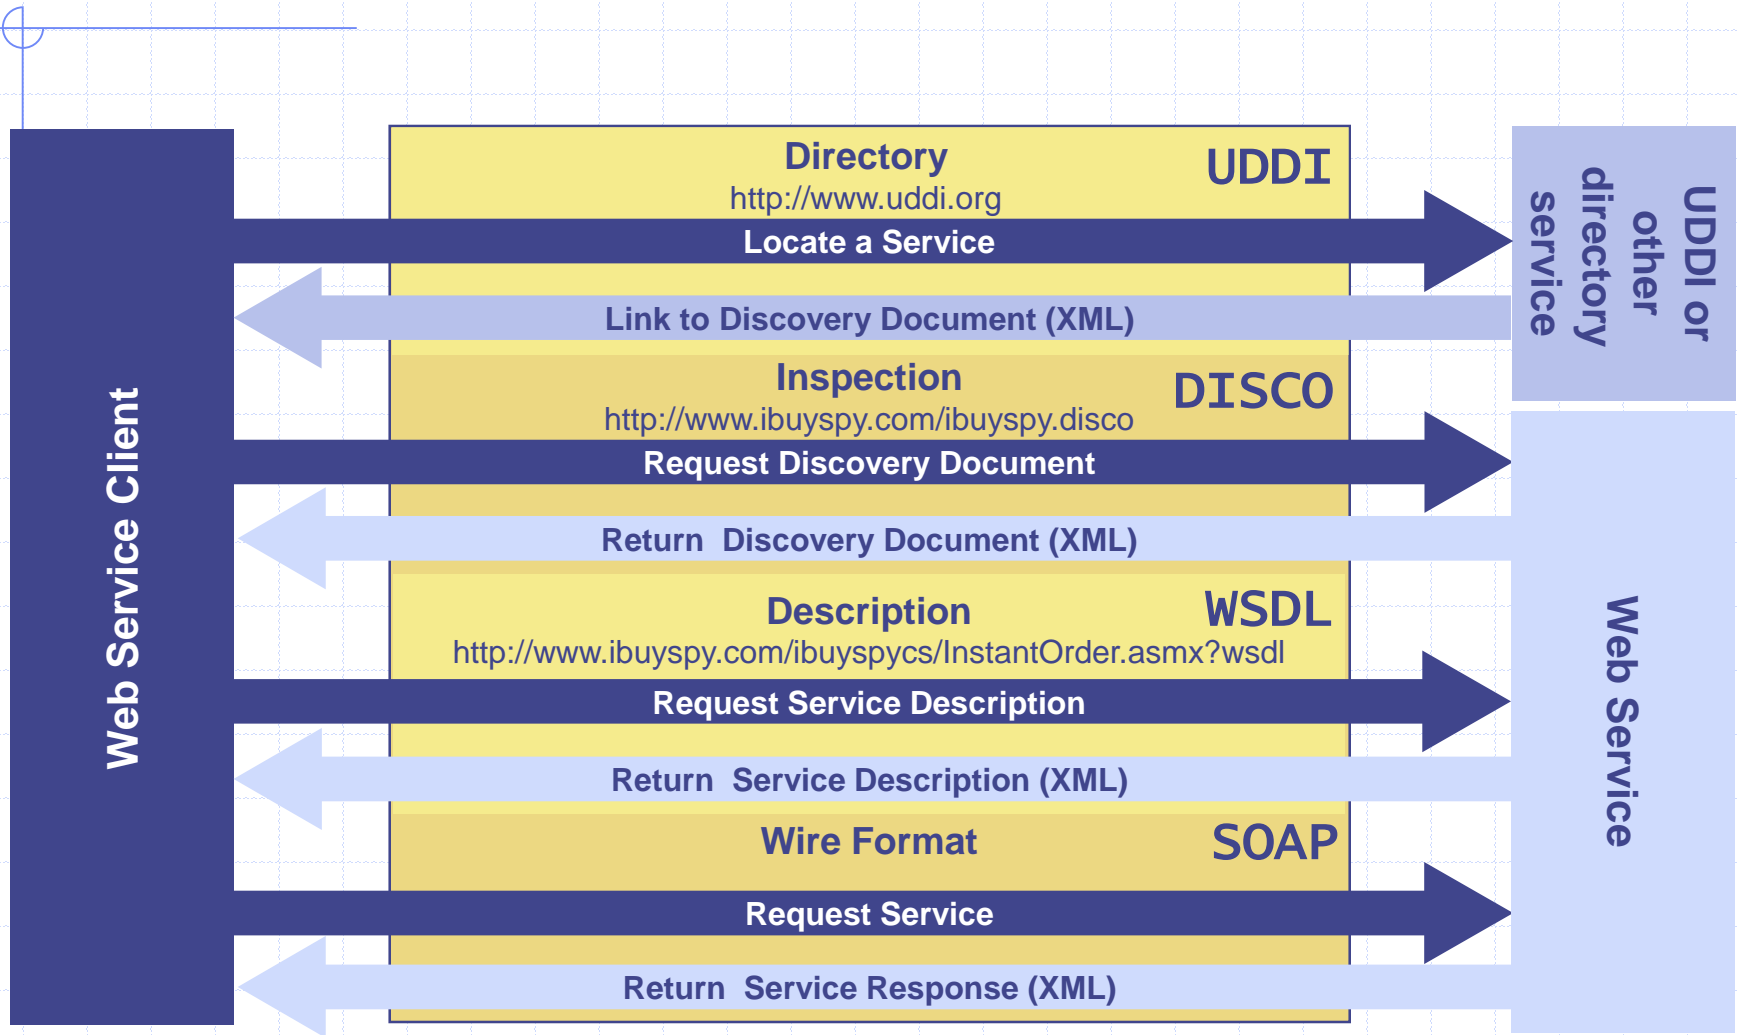 Web Service Client
Directory
UDDI
http://www.uddi.org
Locate a Service
Link to Discovery Document (XML)
Inspection
DISCO
http://www.ibuyspy.com/ibuyspy.disco
Request Discovery Document
Return  Discovery Document (XML)
Description
WSDL
http://www.ibuyspy.com/ibuyspycs/InstantOrder.asmx?wsdl
Request Service Description
Return  Service Description (XML)
Wire Format
SOAP
Request Service
Return  Service Response (XML)
UDDI or
other
directory
service
Web Service